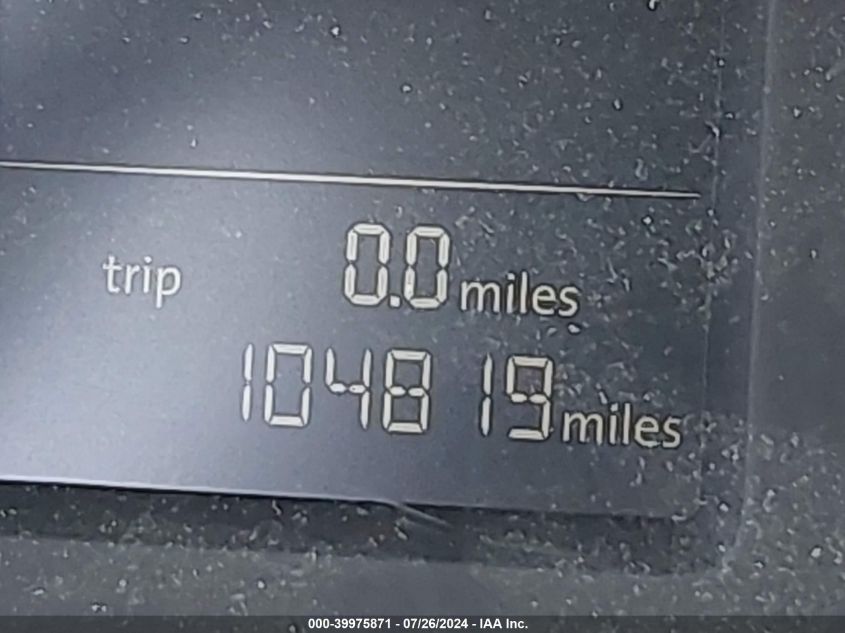 trip 0.0 miles
104819 miles
000-39975871 - 07/26/2024 - IAA Inc.